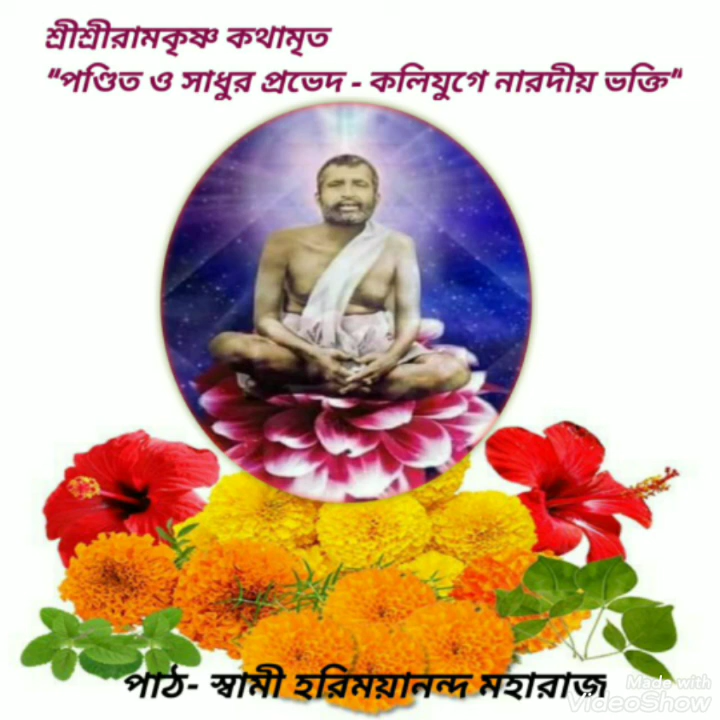 শ্রীশ্রীরামকৃষ্ণ কথামৃত
"পণ্ডিত ও সাধুর প্রভেদ - কলিযুগে নারদীয় ভক্তি"
পাঠ- স্বামী হরিময়ানন্দ মহারাজ
Made with
VideoShow